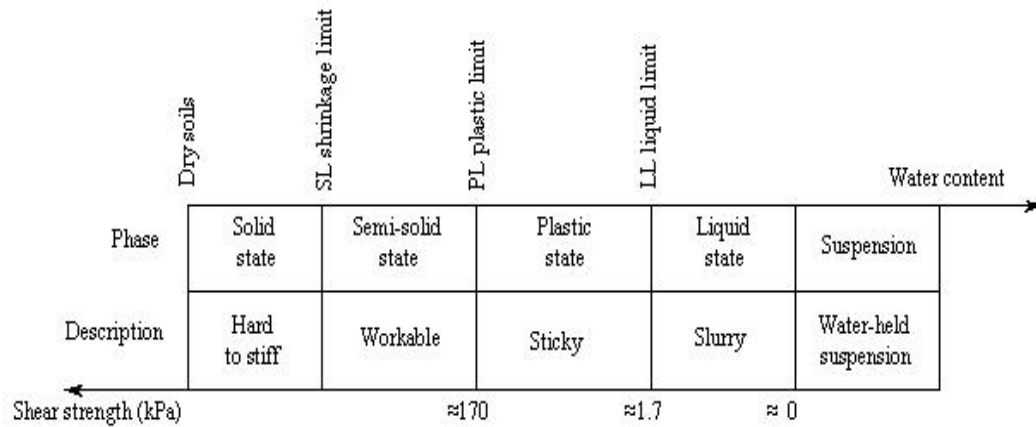 Dry soils
SL shrinkage limit
PL plastic limit
LL liquid limit
Water content
Phase
Solid
state
Semi-solid
state
Plastic
state
Liquid
state
Suspension
Description
Hard
to stiff
Workable
Sticky
Slurry
Water-held
suspension
Shear strength (kPa)
≈170
≈1.7
≈ 0